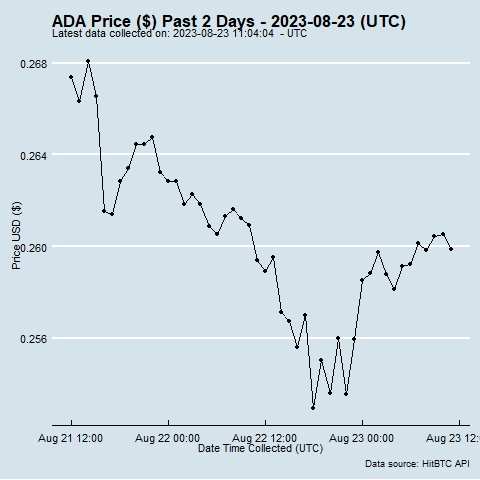 ADA Price ($) Past 2 Days - 2023-08-23 (UTC)
Latest data collected on: 2023-08-23 11:04:04 - UTC
0.268
0.264
0.260
0.256
Price USD ($)
Aug 21 12:00 Aug 22 00:00 Aug 22 12:00 Aug 23 00:00 Aug 23 12:
Date Time Collected (UTC)
Data source: HitBTC API